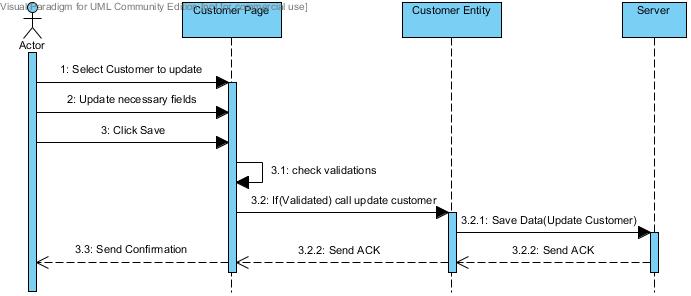 Visual Paradigm for UML Community Edition [not for commercial use]
Customer Page
Customer Entity
Server
Actor
1: Select Customer to update
2: Update necessary fields
3: Click Save
3.1: check validations
3.2: If(Validated) call update customer
3.2.1: Save Data(Update Customer)
3.3: Send Confirmation
3.2.2: Send ACK
3.2.2: Send ACK